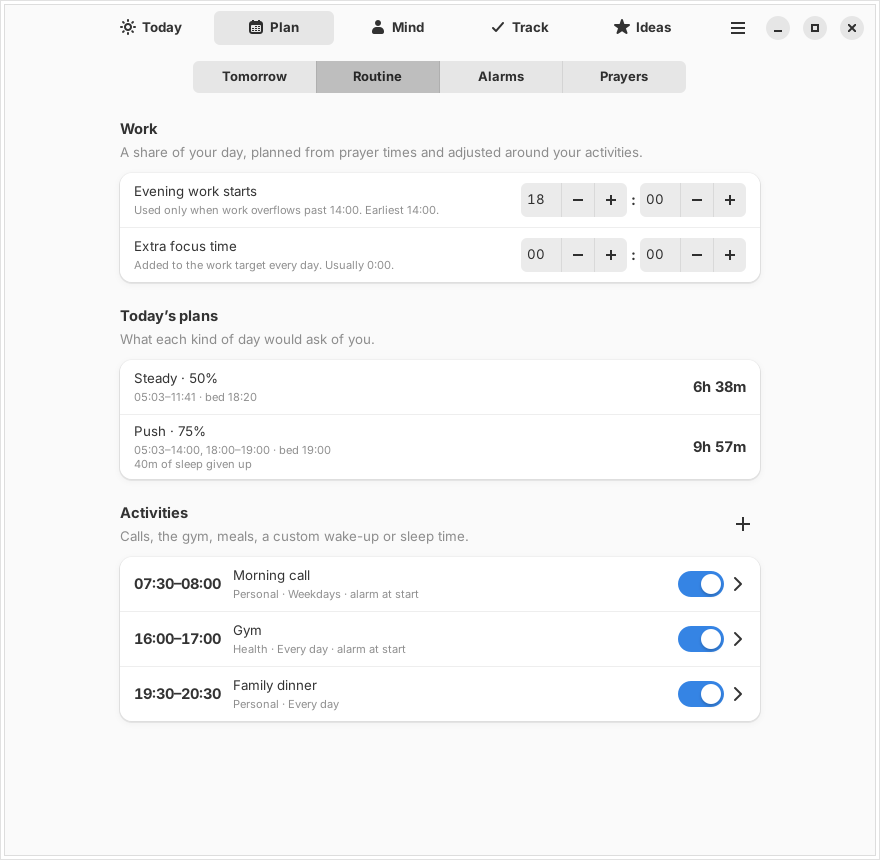 Today
Plan
Mind
Track
Ideas
Tomorrow
Routine
Alarms
Prayers
Work
A share of your day, planned from prayer times and adjusted around your activities.
Evening work starts
Used only when work overflows past 14:00. Earliest 14:00.
18 − + : 00 − +
Extra focus time
Added to the work target every day. Usually 0:00.
00 − + : 00 − +
Today’s plans
What each kind of day would ask of you.
Steady · 50%
05:03–11:41 · bed 18:20
6h 38m
Push · 75%
05:03–14:00, 18:00–19:00 · bed 19:00
40m of sleep given up
9h 57m
Activities
Calls, the gym, meals, a custom wake-up or sleep time.
07:30–08:00
Morning call
Personal · Weekdays · alarm at start
16:00–17:00
Gym
Health · Every day · alarm at start
19:30–20:30
Family dinner
Personal · Every day